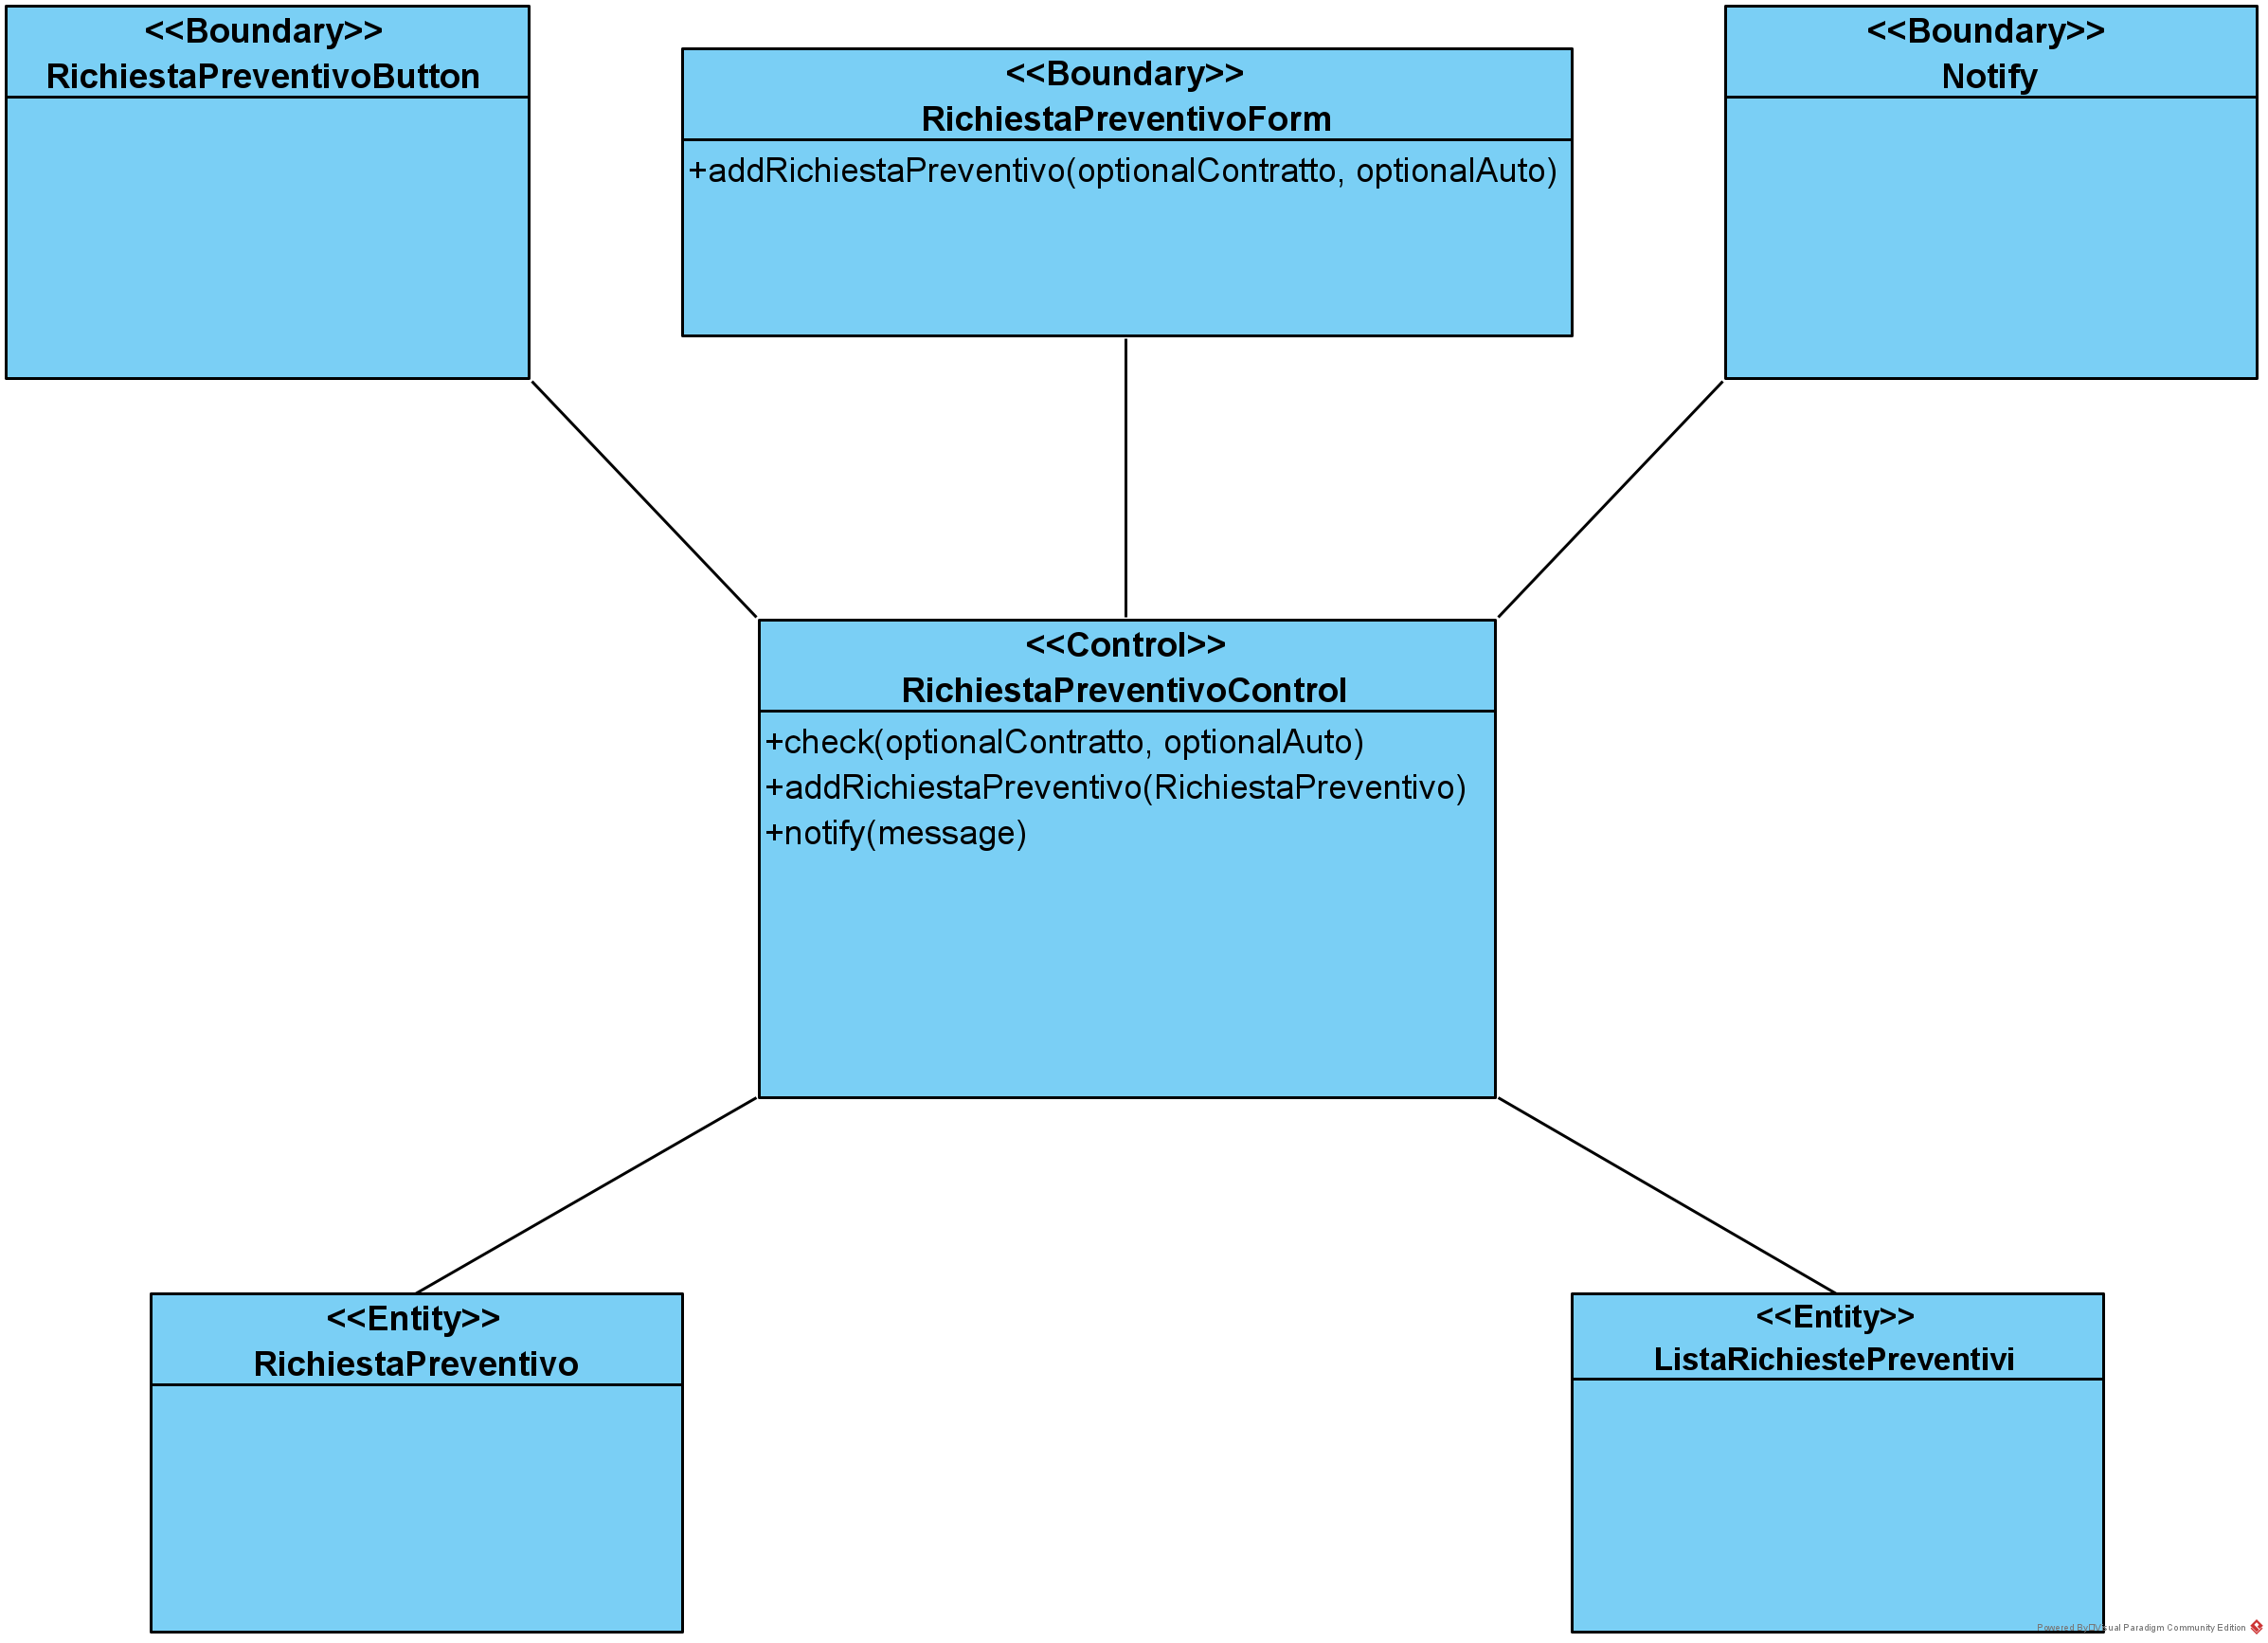 <<Boundary>>
RichiestaPreventivoButton
<<Boundary>>
RichiestaPreventivoForm
+addRichiestaPreventivo(optionalContratto, optionalAuto)
<<Boundary>>
Notify
<<Control>>
RichiestaPreventivoControl
+check(optionalContratto, optionalAuto)
+addRichiestaPreventivo(RichiestaPreventivo)
+notify(message)
<<Entity>>
RichiestaPreventivo
<<Entity>>
ListaRichiestePreventivi
Powered By Visual Paradigm Community Edition